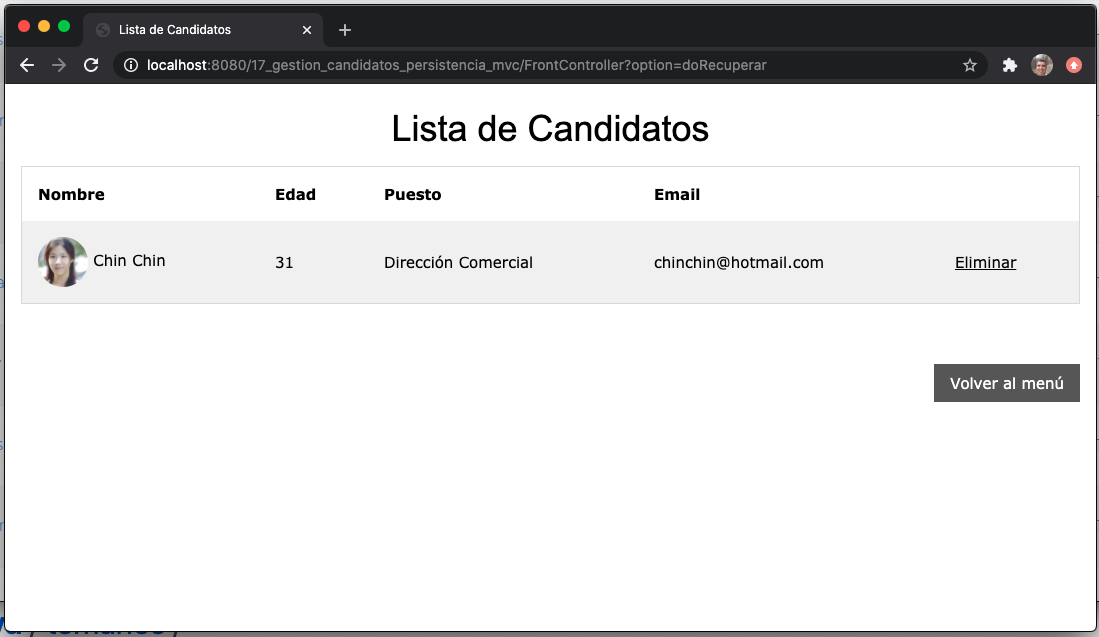 Lista de Candidatos
localhost:8080/17_gestion_candidatos_persistencia_mvc/FrontController?option=doRecuperar
Lista de Candidatos
Nombre Edad Puesto Email
Chin Chin 31 Dirección Comercial chinchin@hotmail.com Eliminar
Volver al menú